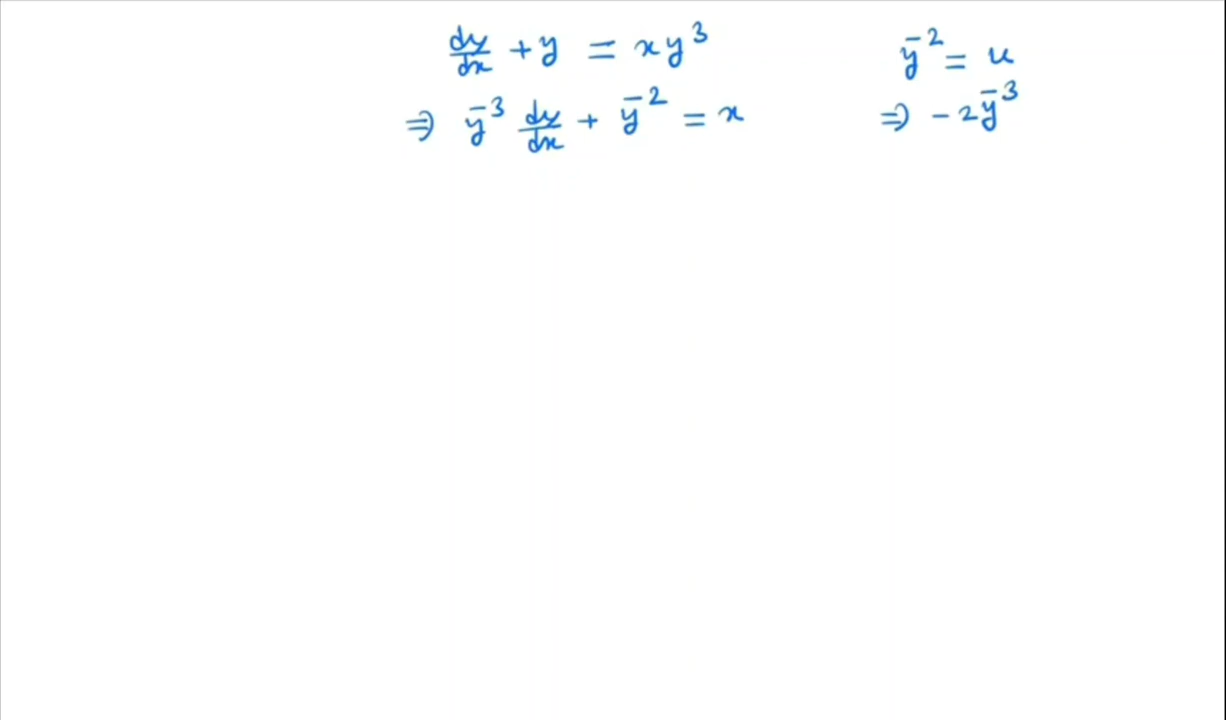 dy/dx + y = xy³
⇒ y⁻³ dy/dx + y⁻² = x
y⁻² = u
⇒ -2y⁻³